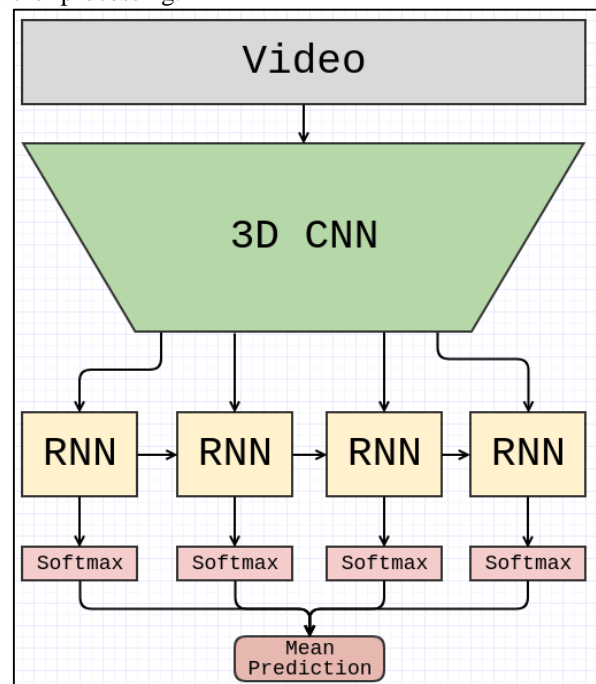 Video
3D CNN
RNN RNN RNN RNN
Softmax Softmax Softmax Softmax
Mean
Prediction